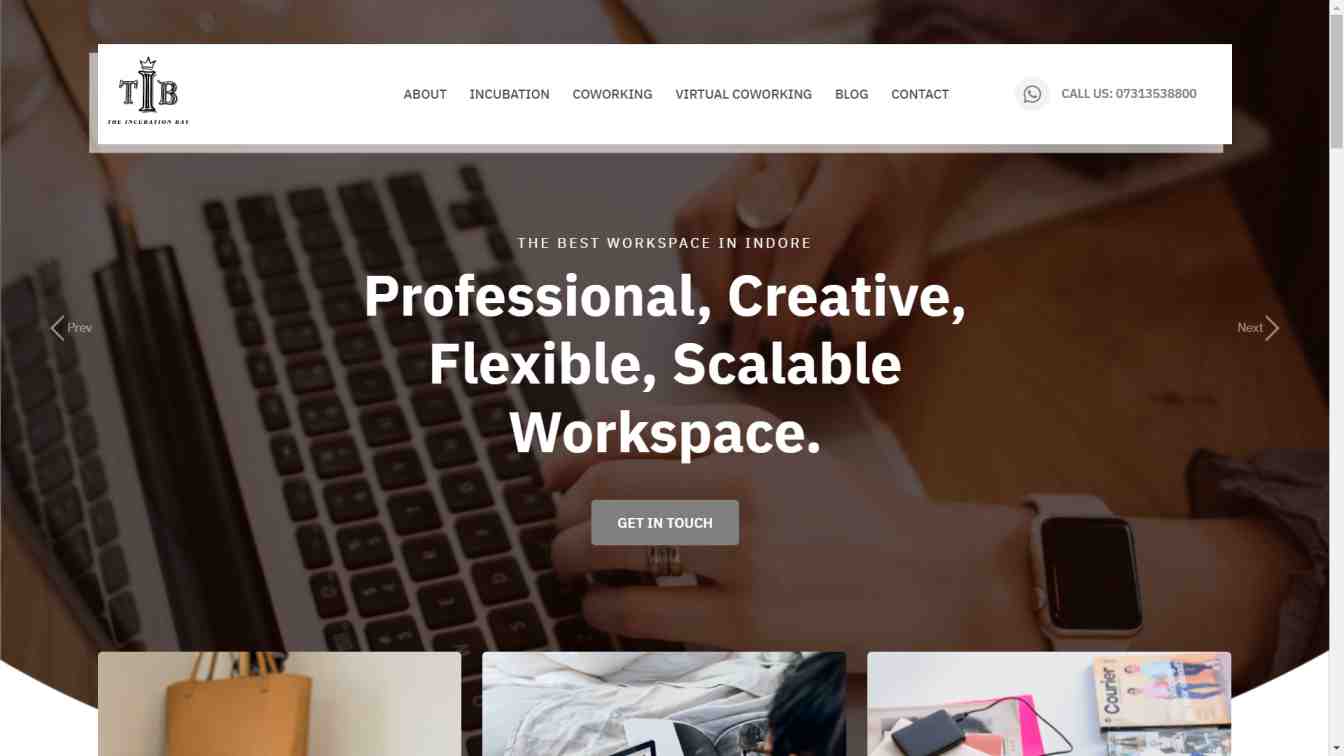 TIB
THE INCUBATION BAY
ABOUT
INCUBATION
COWORKING
VIRTUAL COWORKING
BLOG
CONTACT
CALL US: 07313538800
THE BEST WORKSPACE IN INDORE
Professional, Creative,
Flexible, Scalable
Workspace.
Prev
Next
GET IN TOUCH
Courier